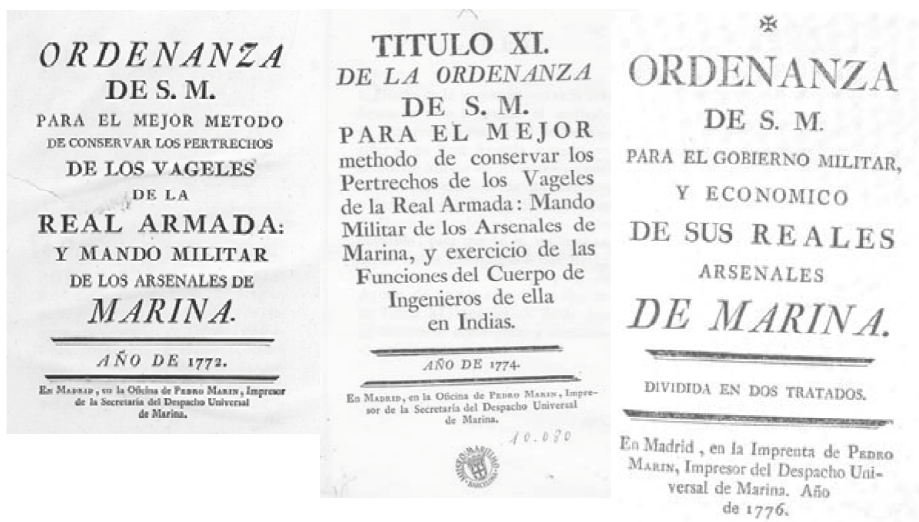 ORDENANZA
DE S. M.
PARA EL MEJOR METODO
DE CONSERVAR LOS PERTRECHOS
DE LOS VAGELES
DE LA
REAL ARMADA:
Y MANDO MILITAR
DE LOS ARSENALES DE
MARINA.
AÑO DE 1772.
En MADRID, en la Oficina de PEDRO MARIN, Impresor
de la Secretaría del Despacho Universal
de Marina.
TITULO XI.
DE LA ORDENANZA
DE S. M.
PARA EL MEJOR
methodo de conservar los
Pertrechos de los Vageles
de la Real Armada: Mando
Militar de los Arsenales de
Marina, y exercicio de las
Funciones del Cuerpo de
Ingenieros de ella
en Indias.
AÑO DE 1774.
En MADRID, en la Oficina de PEDRO MARIN, Impre-
sor de la Secretaría del Despacho Universal
de Marina.
10.080
MUSEO MARITIMO
BARCELONA
ORDENANZA
DE S. M.
PARA EL GOBIERNO MILITAR,
Y ECONOMICO
DE SUS REALES
ARSENALES
DE MARINA.
DIVIDIDA EN DOS TRATADOS.
En Madrid, en la Imprenta de PEDRO
MARIN, Impresor del Despacho Uni-
versal de Marina. Año
de 1776.